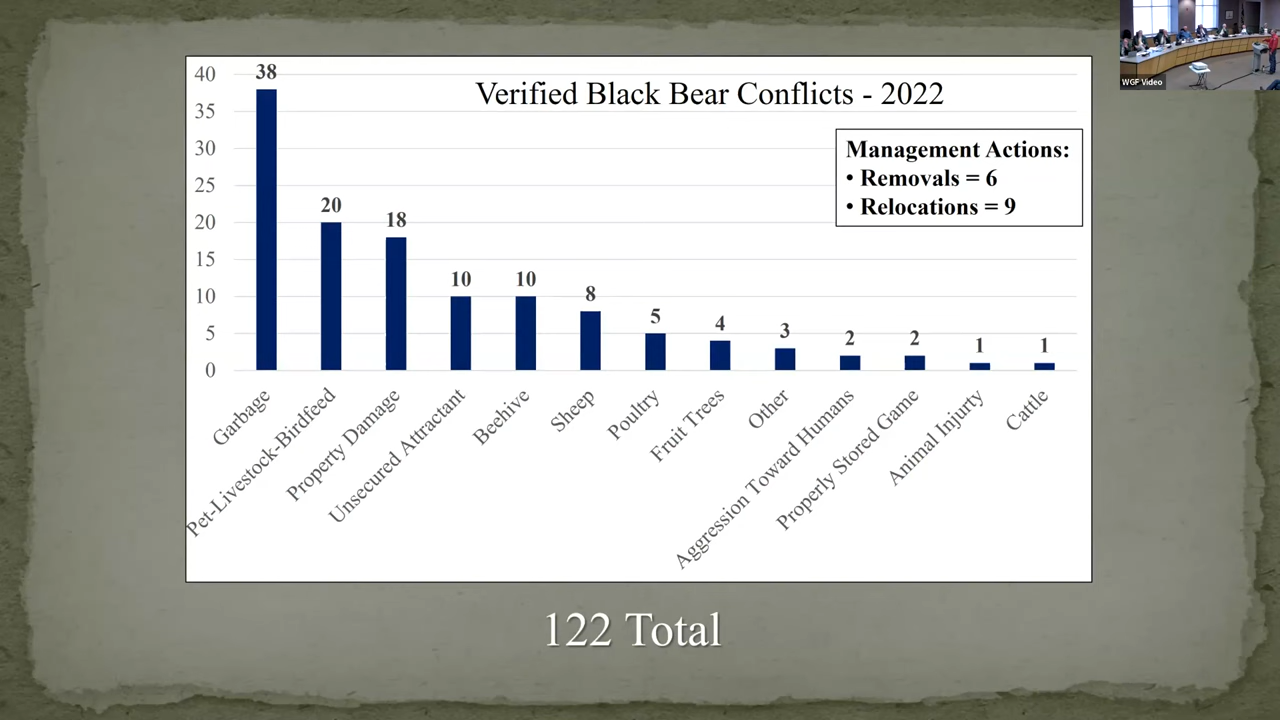 WGF Video
Verified Black Bear Conflicts - 2022
Management Actions:
• Removals = 6
• Relocations = 9
40
35
30
25
20
15
10
5
0
38
20
18
10
10
8
5
4
3
2
2
1
1
Garbage
Pet-Livestock-Birdfeed
Property Damage
Unsecured Attractant
Beehive
Sheep
Poultry
Fruit Trees
Other
Aggression Toward Humans
Properly Stored Game
Animal Injurty
Cattle
122 Total